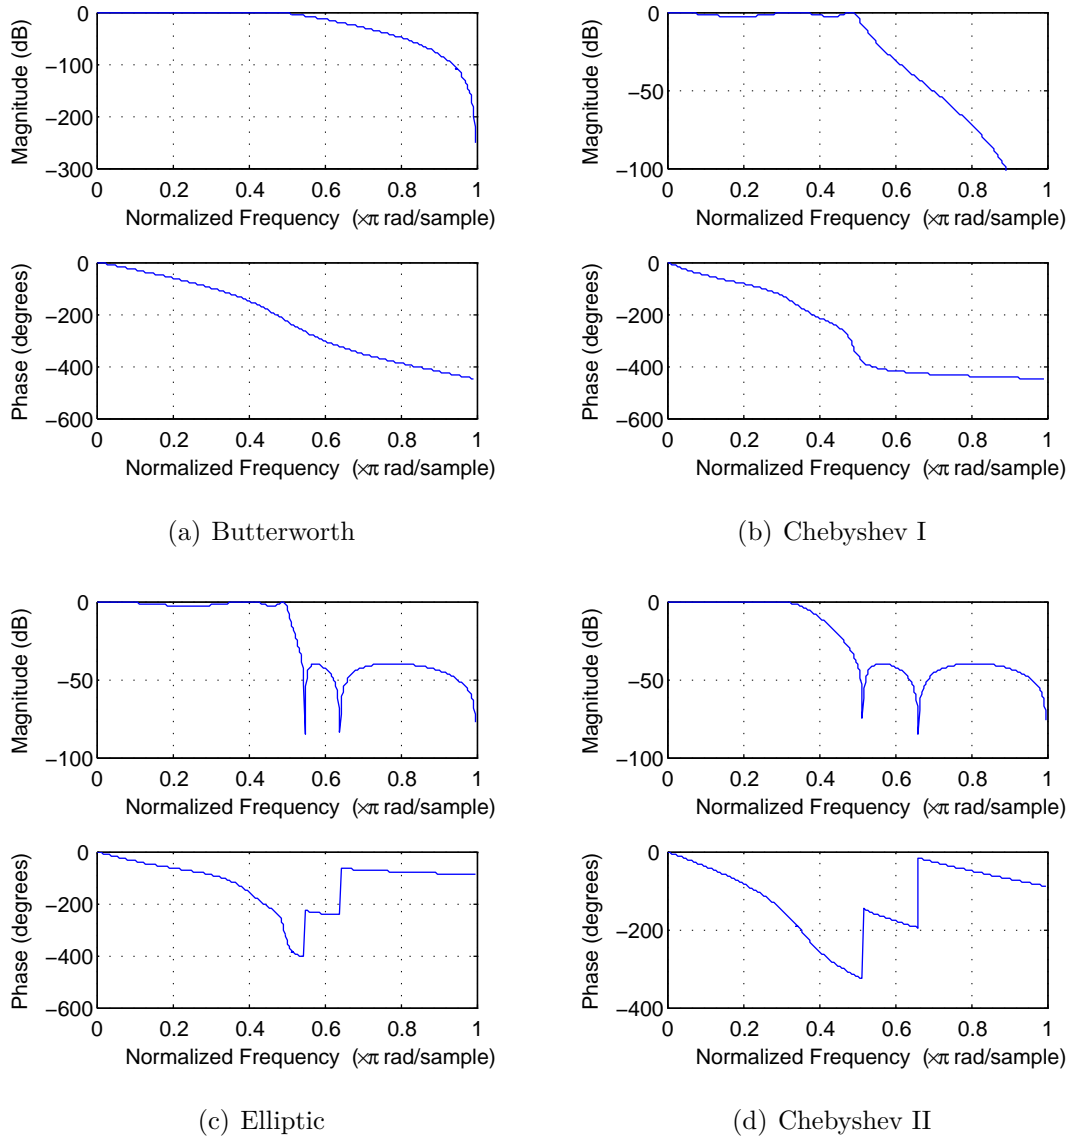 0
−100
−200
−300
Magnitude (dB)
0 0.2 0.4 0.6 0.8 1
Normalized Frequency (×π rad/sample)
0
−200
−400
−600
Phase (degrees)
0 0.2 0.4 0.6 0.8 1
Normalized Frequency (×π rad/sample)
(a) Butterworth
0
−50
−100
Magnitude (dB)
0 0.2 0.4 0.6 0.8 1
Normalized Frequency (×π rad/sample)
0
−200
−400
−600
Phase (degrees)
0 0.2 0.4 0.6 0.8 1
Normalized Frequency (×π rad/sample)
(b) Chebyshev I
0
−50
−100
Magnitude (dB)
0 0.2 0.4 0.6 0.8 1
Normalized Frequency (×π rad/sample)
0
−200
−400
−600
Phase (degrees)
0 0.2 0.4 0.6 0.8 1
Normalized Frequency (×π rad/sample)
(c) Elliptic
0
−50
−100
Magnitude (dB)
0 0.2 0.4 0.6 0.8 1
Normalized Frequency (×π rad/sample)
0
−200
−400
Phase (degrees)
0 0.2 0.4 0.6 0.8 1
Normalized Frequency (×π rad/sample)
(d) Chebyshev II